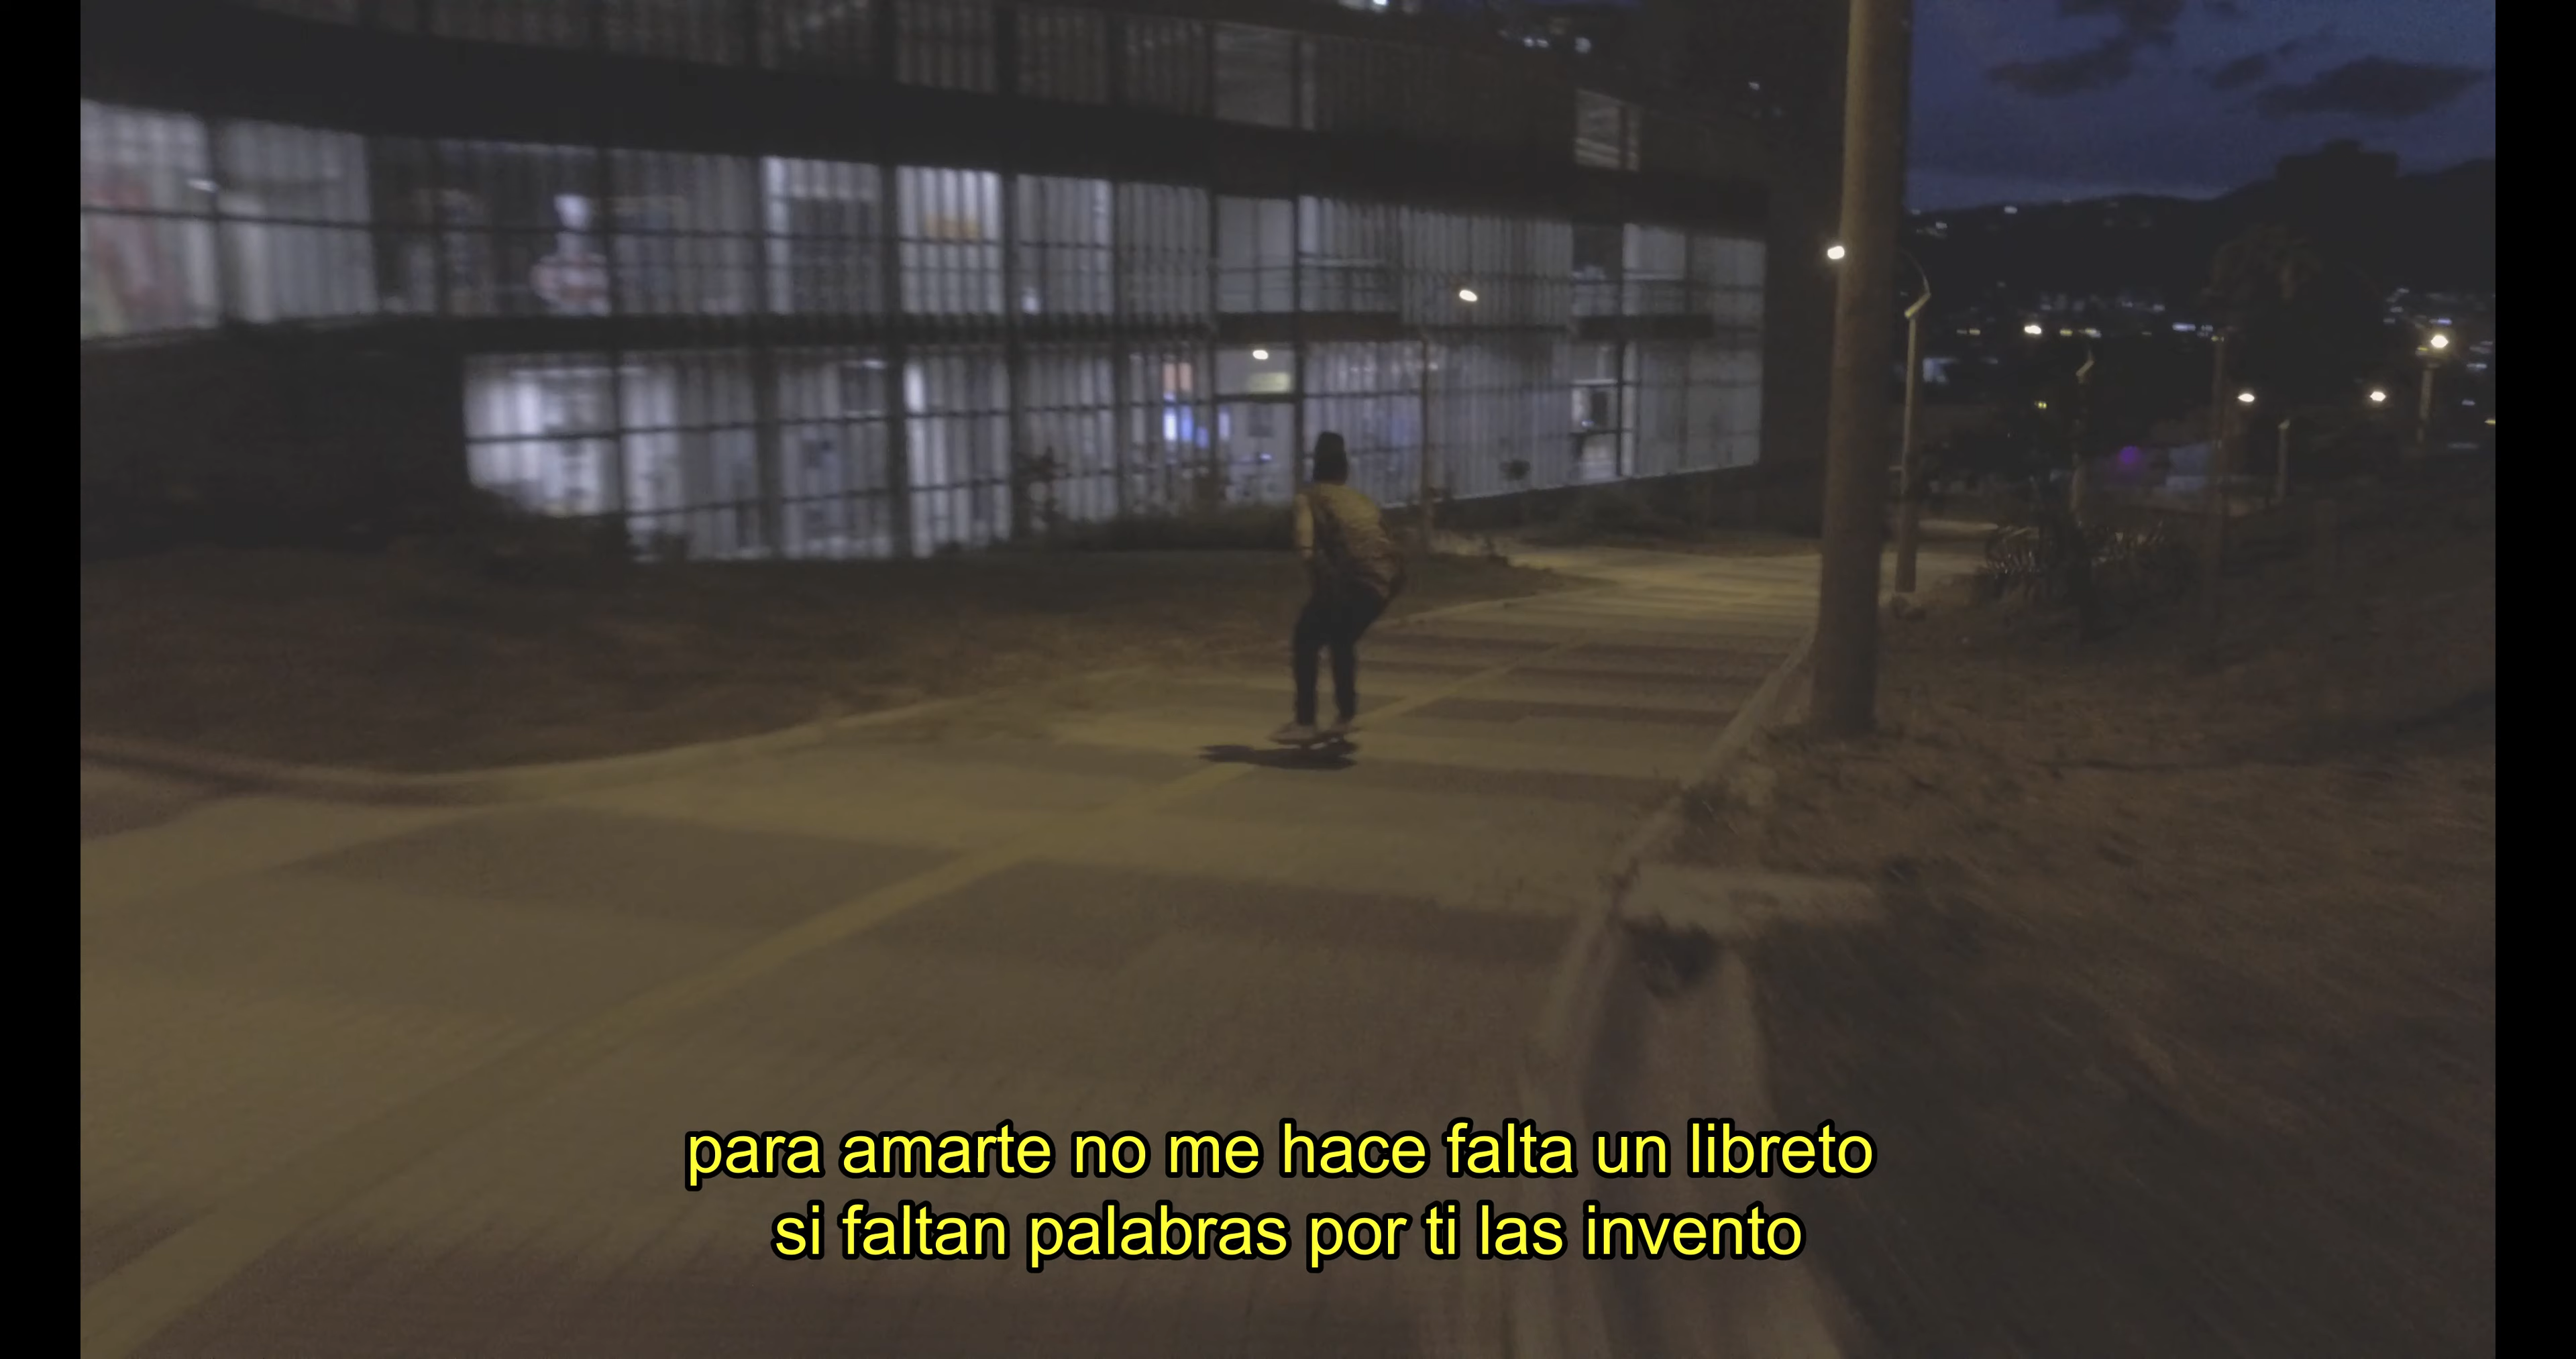 para amarte no me hace falta un libreto
si faltan palabras por ti las invento